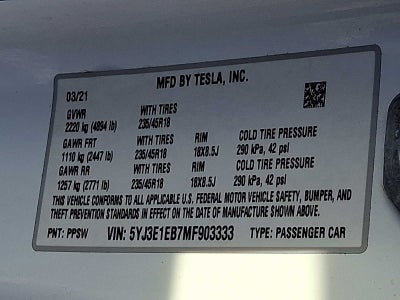 MFD BY TESLA, INC.
03/21
GVWR WITH TIRES
2220 kg (4894 lb) 235/45R18
GAWR FRT WITH TIRES RIM COLD TIRE PRESSURE
1110 kg (2447 lb) 235/45R18 18X8.5J 290 kPa, 42 psi
GAWR RR WITH TIRES RIM COLD TIRE PRESSURE
1257 kg (2771 lb) 235/45R18 18X8.5J 290 kPa, 42 psi
THIS VEHICLE CONFORMS TO ALL APPLICABLE U.S. FEDERAL MOTOR VEHICLE SAFETY, BUMPER, AND
THEFT PREVENTION STANDARDS IN EFFECT ON THE DATE OF MANUFACTURE SHOWN ABOVE.
PNT: PPSW VIN: 5YJ3E1EB7MF903333 TYPE: PASSENGER CAR